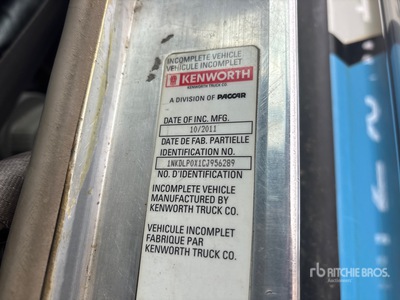 INCOMPLETE VEHICLE
VÉHICULE INCOMPLET
KENWORTH
KENWORTH TRUCK CO.
A DIVISION OF PACCAR
DATE OF INC. MFG.
10/2011
DATE DE FAB. PARTIELLE
IDENTIFICATION NO.
1NKDLP0X1CJ956289
NO. D'IDENTIFICATION
INCOMPLETE VEHICLE
MANUFACTURED BY
KENWORTH TRUCK CO.
VEHICULE INCOMPLET
FABRIQUE PAR
KENWORTH TRUCK CO.
rb RITCHIE BROS.